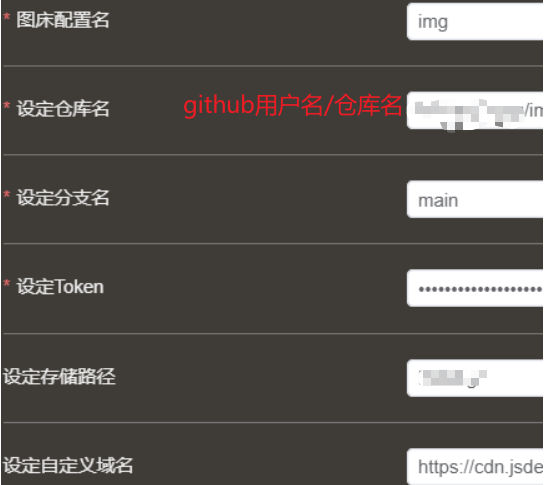 * 图床配置名
img
* 设定仓库名
github用户名/仓库名
/im
* 设定分支名
main
* 设定Token
设定存储路径
设定自定义域名
https://cdn.jsde